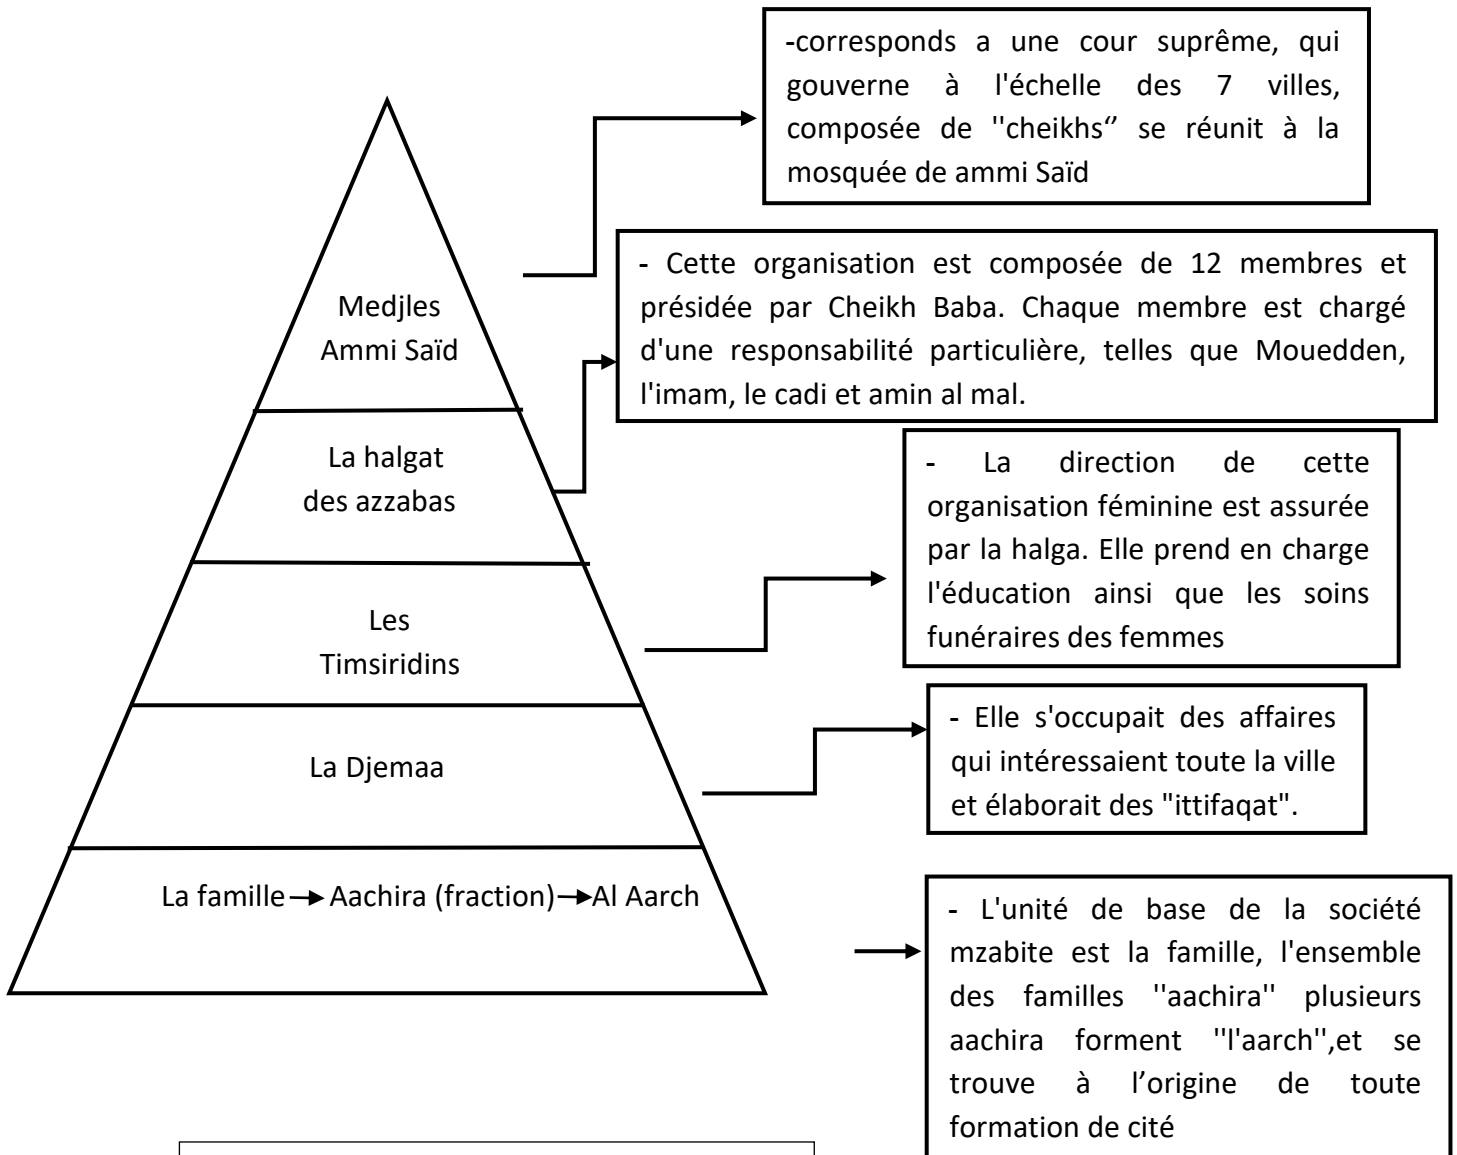 -corresponds a une cour suprême, qui
gouverne à l'échelle des 7 villes,
composée de ''cheikhs‘’ se réunit à la
mosquée de ammi Saïd
Medjles
Ammi Saïd
- Cette organisation est composée de 12 membres et
présidée par Cheikh Baba. Chaque membre est chargé
d'une responsabilité particulière, telles que Mouedden,
l'imam, le cadi et amin al mal.
La halgat
des azzabas
- La direction de cette
organisation féminine est assurée
par la halga. Elle prend en charge
l'éducation ainsi que les soins
funéraires des femmes
Les
Timsiridins
- Elle s'occupait des affaires
qui intéressaient toute la ville
et élaborait des "ittifaqat".
La Djemaa
La famille → Aachira (fraction) → Al Aarch
- L'unité de base de la société
mzabite est la famille, l'ensemble
des familles ''aachira'' plusieurs
aachira forment ''l'aarch'',et se
trouve à l’origine de toute
formation de cité